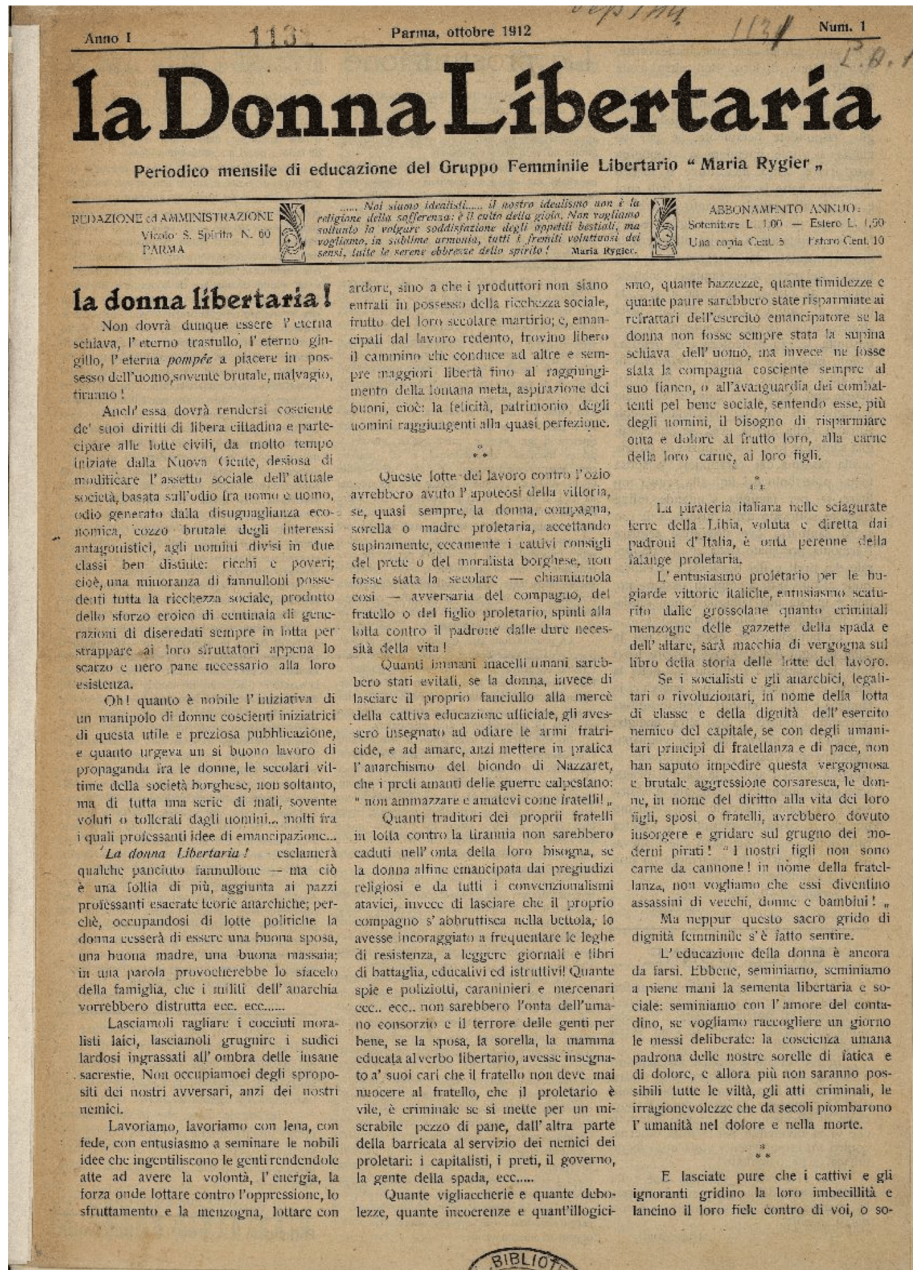 Anno I
113
Parma, ottobre 1912
113
Num. 1
la Donna Libertaria
Periodico mensile di educazione del Gruppo Femminile Libertario “ Maria Rygier „
REDAZIONE ed AMMINISTRAZIONE
Vicolo S. Spirito N. 60
PARMA
...... Noi siamo idealisti...... il nostro idealismo non è la
religione della sofferenza: è il culto della gioia. Non vogliamo
soltanto la volgare soddisfazione degli appetiti bestiali, ma
vogliamo, in sublime armonia, tutti i fremiti voluttuosi dei
sensi, tutte le serene ebbrezze dello spirito ! Maria Rygier.
ABBONAMENTO ANNUO:
Sotenitore L. 1,00 — Estero L. 1,50
Una copia Cent. 5 Estero Cent. 10
la donna libertaria !
Non dovrà dunque essere l' eterna
schiava, l' eterno trastullo, l' eterno gin-
gillo, l' eterna pompée a piacere in pos-
sesso dell'uomo,sovente brutale, malvagio,
tiranno !
Anch' essa dovrà rendersi cosciente
de' suoi diritti di libera cittadina e parte-
cipare alle lotte civili, da molto tempo
iniziate dalla Nuova Gente, desiosa di
modificare l' assetto sociale dell' attuale
società, basata sull'odio fra uomo e uomo,
odio generato dalla disuguaglianza eco-
nomica, cozzo brutale degli interessi
antagonistici, agli uomini divisi in due
classi ben distinte: ricchi e poveri;
cioè, una minoranza di fannulloni posse-
denti tutta la ricchezza sociale, prodotto
dello sforzo eroico di centinaia di gene-
razioni di diseredati sempre in lotta per
strappare ai loro sfruttatori appena lo
scarzo e nero pane necessario alla loro
esistenza.
Oh! quanto è nobile l' iniziativa di
un manipolo di donne coscienti iniziatrici
di questa utile e preziosa pubhlicazione,
e quanto urgeva un sì buono lavoro di
propaganda fra le donne, le secolari vit-
time della società borghese, non soltanto,
ma di tutta una serie di mali, sovente
voluti o tollerati dagli uomini... molti fra
i quali professanti idee di emancipazione...
La donna Libertaria ! esclamerà
qualche panciuto fannullone — ma ciò
è una follia di più, aggiunta ai pazzi
professanti esacrate teorie anarchiche; per-
chè, occupandosi di lotte politiche la
donna cesserà di essere una buona sposa,
una buona madre, una buona massaia;
in una parola provocherebbe lo sfacelo
della famiglia, che i militi dell' anarchia
vorrebbero distrutta ecc. ecc......
Lasciamoli ragliare i cocciuti mora-
listi laici, lasciamoli grugnire i sudici
lardosi ingrassati all' ombra delle insane
sacrestie. Non occupiamoci degli spropo-
siti dei nostri avversari, anzi dei nostri
nemici.
Lavoriamo, lavoriamo con lena, con
fede, con entusiasmo a seminare le nobili
idee che ingentiliscono le genti rendendole
atte ad avere la volontà, l' energia, la
forza onde lottare contro l'oppressione, lo
sfruttamento e la menzogna, lottare con
ardore, sino a che i produttori non siano
entrati in possesso della ricchezza sociale,
frutto del loro secolare martirio; e, eman-
cipati dal lavoro redento, trovino libero
il cammino che conduce ad altre e sem-
pre maggiori libertà fino al raggiungi-
mento della lontana meta, aspirazione dei
buoni, cioè: la felicità, patrimonio degli
uomini raggiungenti alla quasi perfezione.
Queste lotte del lavoro contro l'ozio
avrebbero avuto l' apoteosi della vittoria,
se, quasi sempre, la donna, compagna,
sorella o madre proletaria, accettando
supinamente, cecamente i cattivi consigli
del prete o del moralista borghese, non
fosse stata la secolare — chiamiamola
così — avversaria del compagno, del
fratello o del figlio proletario, spinti alla
lotta contro il padrone dalle dure neces-
sità della vita !
Quanti immani macelli umani sareb-
bero stati evitati, se la donna, invece di
lasciare il proprio fanciullo alla mercè
della cattiva educazione ufficiale, gli aves-
sero insegnato ad odiare le armi fratri-
cide, e ad amare, anzi mettere in pratica
l' anarchismo del biondo di Nazzaret,
che i preti amanti delle guerre calpestano:
“ non ammazzare e amatevi come fratelli! „
Quanti traditori dei proprii fratelli
in lotta contro la tirannia non sarebbero
caduti nell' onta della loro bisogna, se
la donna alfine emancipata dai pregiudizi
religiosi e da tutti i convenzionalismi
atavici, invece di lasciare che il proprio
compagno s' abbruttisca nella bettola, lo
avesse incoraggiato a frequentare le leghe
di resistenza, a leggere giornali e libri
di battaglia, educativi ed istruttivi! Quante
spie e poliziotti, caraninieri e mercenari
ecc.. ecc.. non sarebbero l'onta dell'uma-
no consorzio e il terrore delle genti per
bene, se la sposa, la sorella, la mamma
educata al verbo libertario, avesse insegna-
to a' suoi cari che il fratello non deve mai
nuocere al fratello, che il proletario è
vile, è criminale se si mette per un mi-
serabile pezzo di pane, dall' altra parte
della barricata al servizio dei nemici dei
proletari: i capitalisti, i preti, il governo,
la gente della spada, ecc.....
Quante vigliaccherie e quante debo-
lezze, quante incoerenze e quant'illogici-
smo, quante bazzezze, quante timidezze e
quante paure sarebbero state risparmiate ai
refrattari dell'esercito emancipatore se la
donna non fosse sempre stata la supina
schiava dell' uomo, ma invece ne fosse
stata la compagna cosciente sempre al
suo fianco, o all'avanguardia dei combat-
tenti pel bene sociale, sentendo esse, più
degli uomini, il bisogno di risparmiare
onta e dolore al frutto loro, alla carne
della loro carne, ai loro figli.
La pirateria italiana nelle sciagurate
terre della Libia, voluta e diretta dai
padroni d' Italia, è onta perenne della
falange proletaria.
L' entusiasmo proletario per le bu-
giarde vittorie italiche, entusiasmo scatu-
rito dalle grossolane quanto criminali
menzogne delle gazzette della spada e
dell' altare, sarà macchia di vergogna sul
libro della storia delle lotte del lavoro.
Se i socialisti e gli anarchici, legali-
tari o rivoluzionari, in nome della lotta
di classe e della dignità dell' esercito
nemico del capitale, se con degli umani-
tari principi di fratellanza e di pace, non
han saputo impedire questa vergognosa
e brutale aggressione corsaresca, le don-
ne, in nome del diritto alla vita dei loro
figli, sposi o fratelli, avrebbero dovuto
insorgere e gridare sul grugno dei mo-
derni pirati ! “ I nostri figli non sono
carne da cannone ! in nome della fratel-
lanza, non vogliamo che essi diventino
assassini di vecchi, donne e bambini ! „
Ma neppur questo sacro grido di
dignità femminile s' è fatto sentire.
L' educazione della donna è ancora
da farsi. Ebbene, seminiamo, seminiamo
a piene mani la sementa libertaria e so-
ciale: seminiamo con l' amore del conta-
dino, se vogliamo raccogliere un giorno
le messi deliberate: la coscienza umana
padrona delle nostre sorelle di fatica e
di dolore, e allora più non saranno pos-
sibili tutte le viltà, gli atti criminali, le
irragionevolezze che da secoli piombarono
l' umanità nel dolore e nella morte.
E lasciate pure che i cattivi e gli
ignoranti gridino la loro imbecillità e
lancino il loro fiele contro di voi, o so-
BIBLIOT